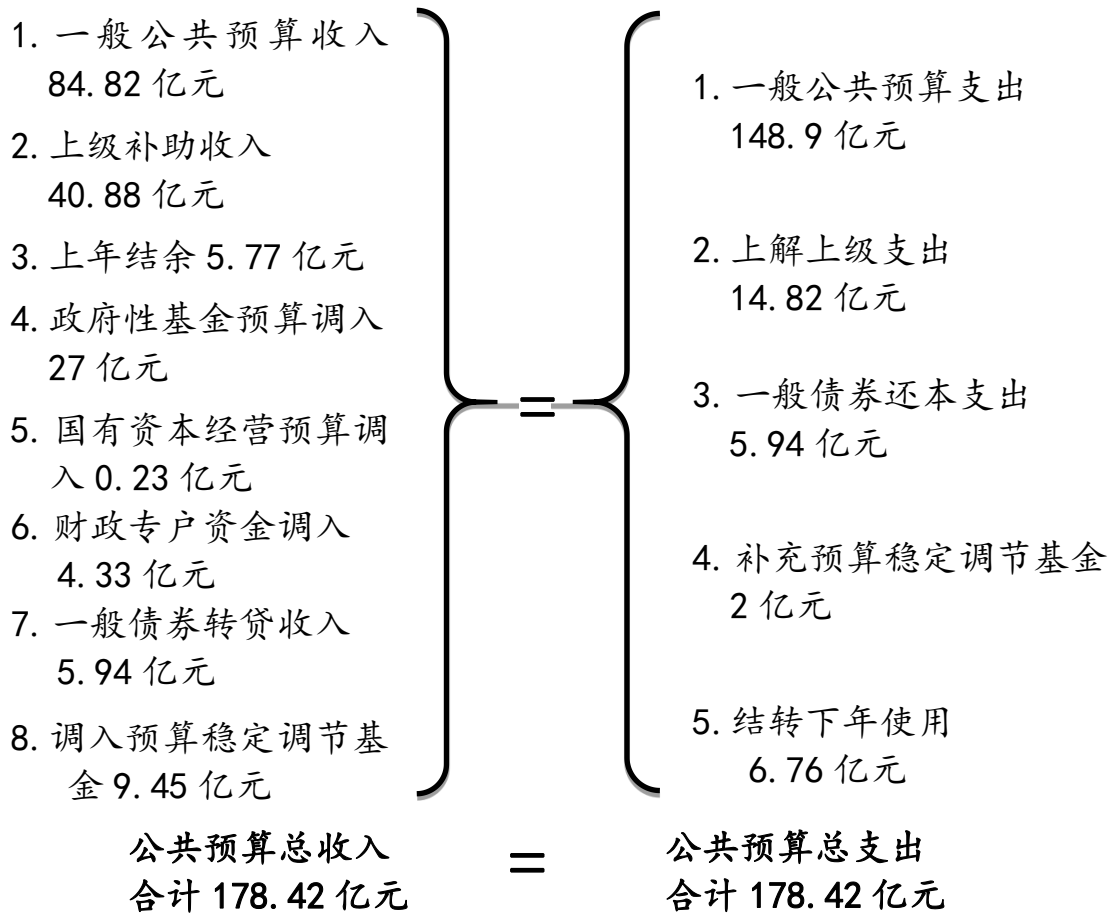 1. 一般公共预算收入
84.82 亿元
2. 上级补助收入
40.88 亿元
3. 上年结余 5.77 亿元
4. 政府性基金预算调入
27 亿元
5. 国有资本经营预算调
入 0.23 亿元
6. 财政专户资金调入
4.33 亿元
7. 一般债券转贷收入
5.94 亿元
8. 调入预算稳定调节基
金 9.45 亿元
=
1. 一般公共预算支出
148.9 亿元
2. 上解上级支出
14.82 亿元
3. 一般债券还本支出
5.94 亿元
4. 补充预算稳定调节基金
2 亿元
5. 结转下年使用
6.76 亿元
公共预算总收入
合计 178.42 亿元
=
公共预算总支出
合计 178.42 亿元